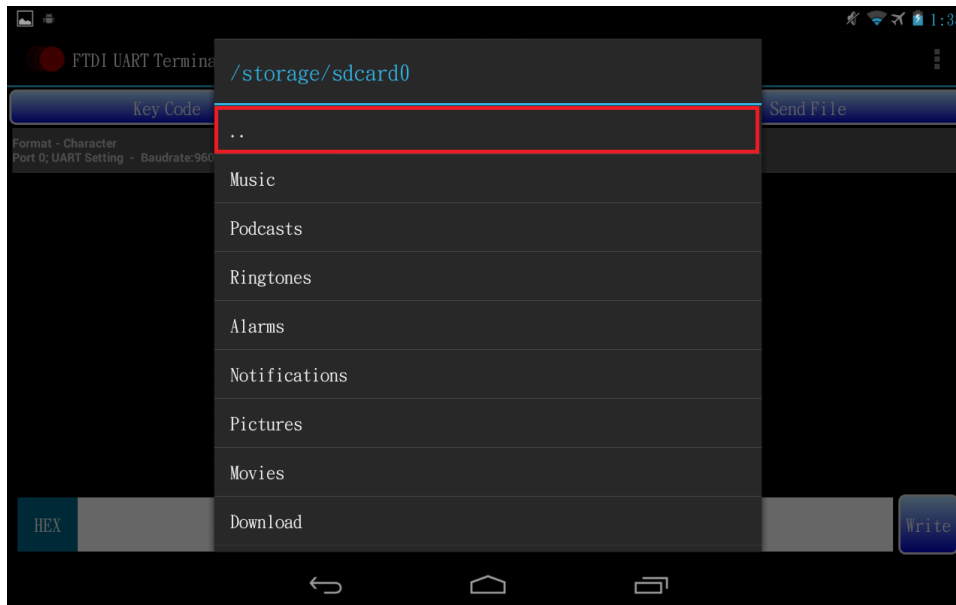 1:3
FTDI UART Termina
/storage/sdcard0
Key Code
Send File
..
Format - Character
Port 0; UART Setting - Baudrate:960
Music
Podcasts
Ringtones
Alarms
Notifications
Pictures
Movies
Download
HEX
Write